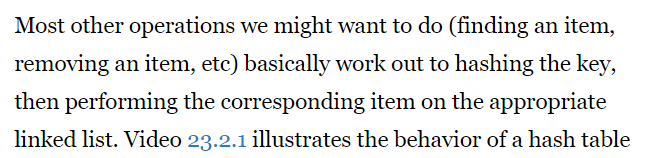 Most other operations we might want to do (finding an item,
removing an item, etc) basically work out to hashing the key,
then performing the corresponding item on the appropriate
linked list. Video 23.2.1 illustrates the behavior of a hash table